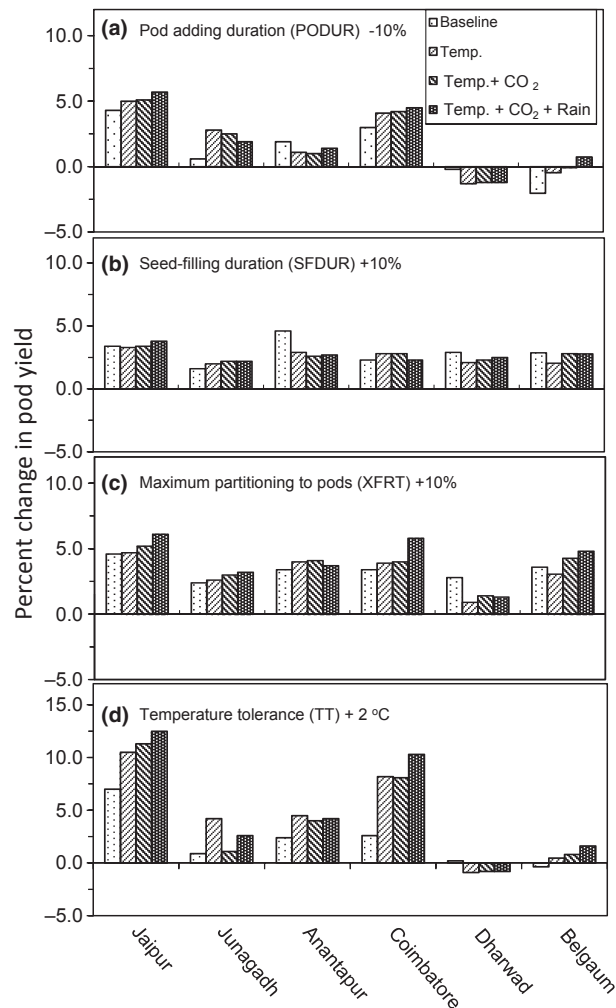 Percent change in pod yield
(a) Pod adding duration (PODUR) -10%
Baseline
Temp.
Temp.+ CO₂
Temp. + CO₂ + Rain
10.0
5.0
0.0
–5.0
(b) Seed-filling duration (SFDUR) +10%
10.0
5.0
0.0
–5.0
(c) Maximum partitioning to pods (XFRT) +10%
10.0
5.0
0.0
–5.0
(d) Temperature tolerance (TT) + 2 °C
15.0
10.0
5.0
0.0
–5.0
Jaipur
Junagadh
Anantapur
Coimbatore
Dharwad
Belgaum